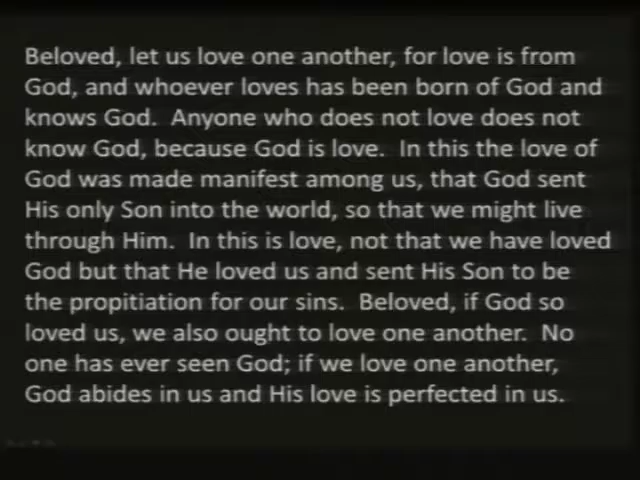 Beloved, let us love one another, for love is from
God, and whoever loves has been born of God and
knows God.  Anyone who does not love does not
know God, because God is love.  In this the love of
God was made manifest among us, that God sent
His only Son into the world, so that we might live
through Him.  In this is love, not that we have loved
God but that He loved us and sent His Son to be
the propitiation for our sins.  Beloved, if God so
loved us, we also ought to love one another.  No
one has ever seen God; if we love one another,
God abides in us and His love is perfected in us.